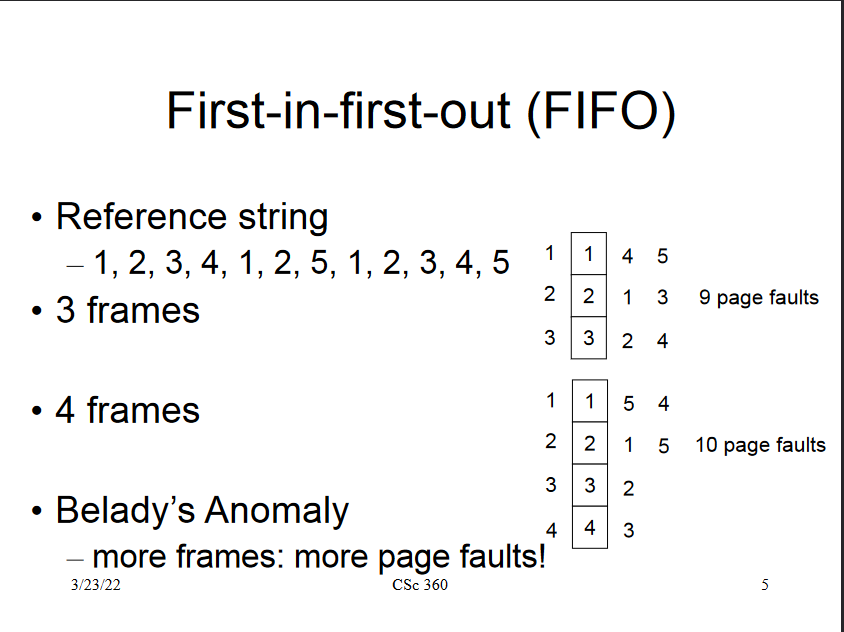 First-in-first-out (FIFO)
• Reference string
– 1, 2, 3, 4, 1, 2, 5, 1, 2, 3, 4, 5
• 3 frames
1 1 4 5
2 2 1 3 9 page faults
3 3 2 4
• 4 frames
1 1 5 4
2 2 1 5 10 page faults
3 3 2
4 4 3
• Belady’s Anomaly
– more frames: more page faults!
3/23/22 CSc 360 5